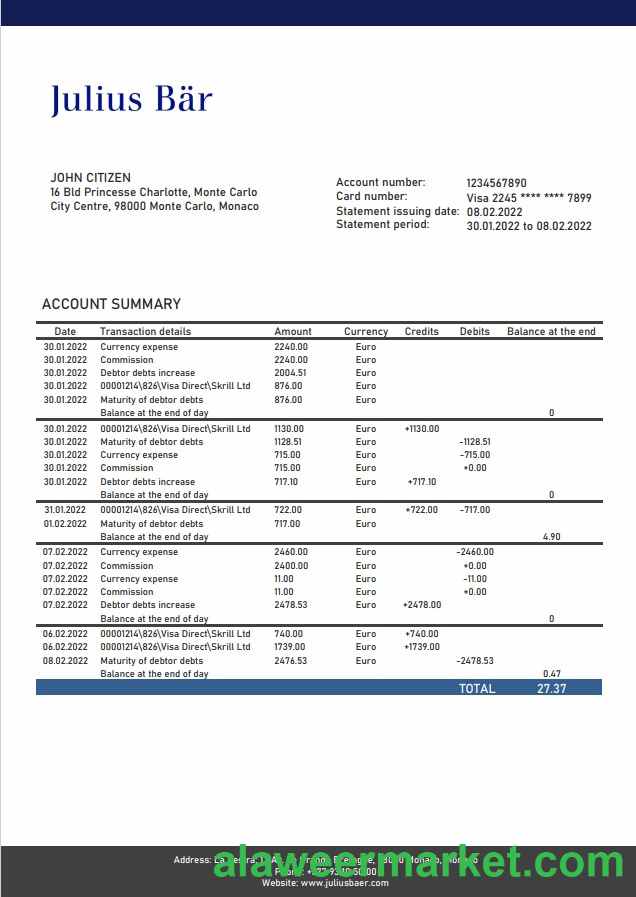 Julius Bär
JOHN CITIZEN
16 Bld Princesse Charlotte, Monte Carlo
City Centre, 98000 Monte Carlo, Monaco
Account number: 1234567890
Card number: Visa 2245 **** **** 7899
Statement issuing date: 08.02.2022
Statement period: 30.01.2022 to 08.02.2022
ACCOUNT SUMMARY
Date Transaction details Amount Currency Credits Debits Balance at the end
30.01.2022 Currency expense 2240.00 Euro
30.01.2022 Commission 2240.00 Euro
30.01.2022 Debtor debts increase 2004.51 Euro
30.01.2022 00001214\826\Visa Direct\Skrill Ltd 876.00 Euro
30.01.2022 Maturity of debtor debts 876.00 Euro
Balance at the end of day 0
30.01.2022 00001214\826\Visa Direct\Skrill Ltd 1130.00 Euro +1130.00
30.01.2022 Maturity of debtor debts 1128.51 Euro -1128.51
30.01.2022 Currency expense 715.00 Euro -715.00
30.01.2022 Commission 715.00 Euro +0.00
30.01.2022 Debtor debts increase 717.10 Euro +717.10
Balance at the end of day 0
31.01.2022 00001214\826\Visa Direct\Skrill Ltd 722.00 Euro +722.00 -717.00
01.02.2022 Maturity of debtor debts 717.00 Euro
Balance at the end of day 4.90
07.02.2022 Currency expense 2460.00 Euro -2460.00
07.02.2022 Commission 2400.00 Euro +0.00
07.02.2022 Currency expense 11.00 Euro -11.00
07.02.2022 Commission 11.00 Euro +0.00
07.02.2022 Debtor debts increase 2478.53 Euro +2478.00
Balance at the end of day 0
06.02.2022 00001214\826\Visa Direct\Skrill Ltd 740.00 Euro +740.00
06.02.2022 00001214\826\Visa Direct\Skrill Ltd 1739.00 Euro +1739.00
08.02.2022 Maturity of debtor debts 2476.53 Euro -2478.53
Balance at the end of day 0.47
TOTAL 27.37
Address:
alaweermarket.com
Website: www.juliusbaer.com